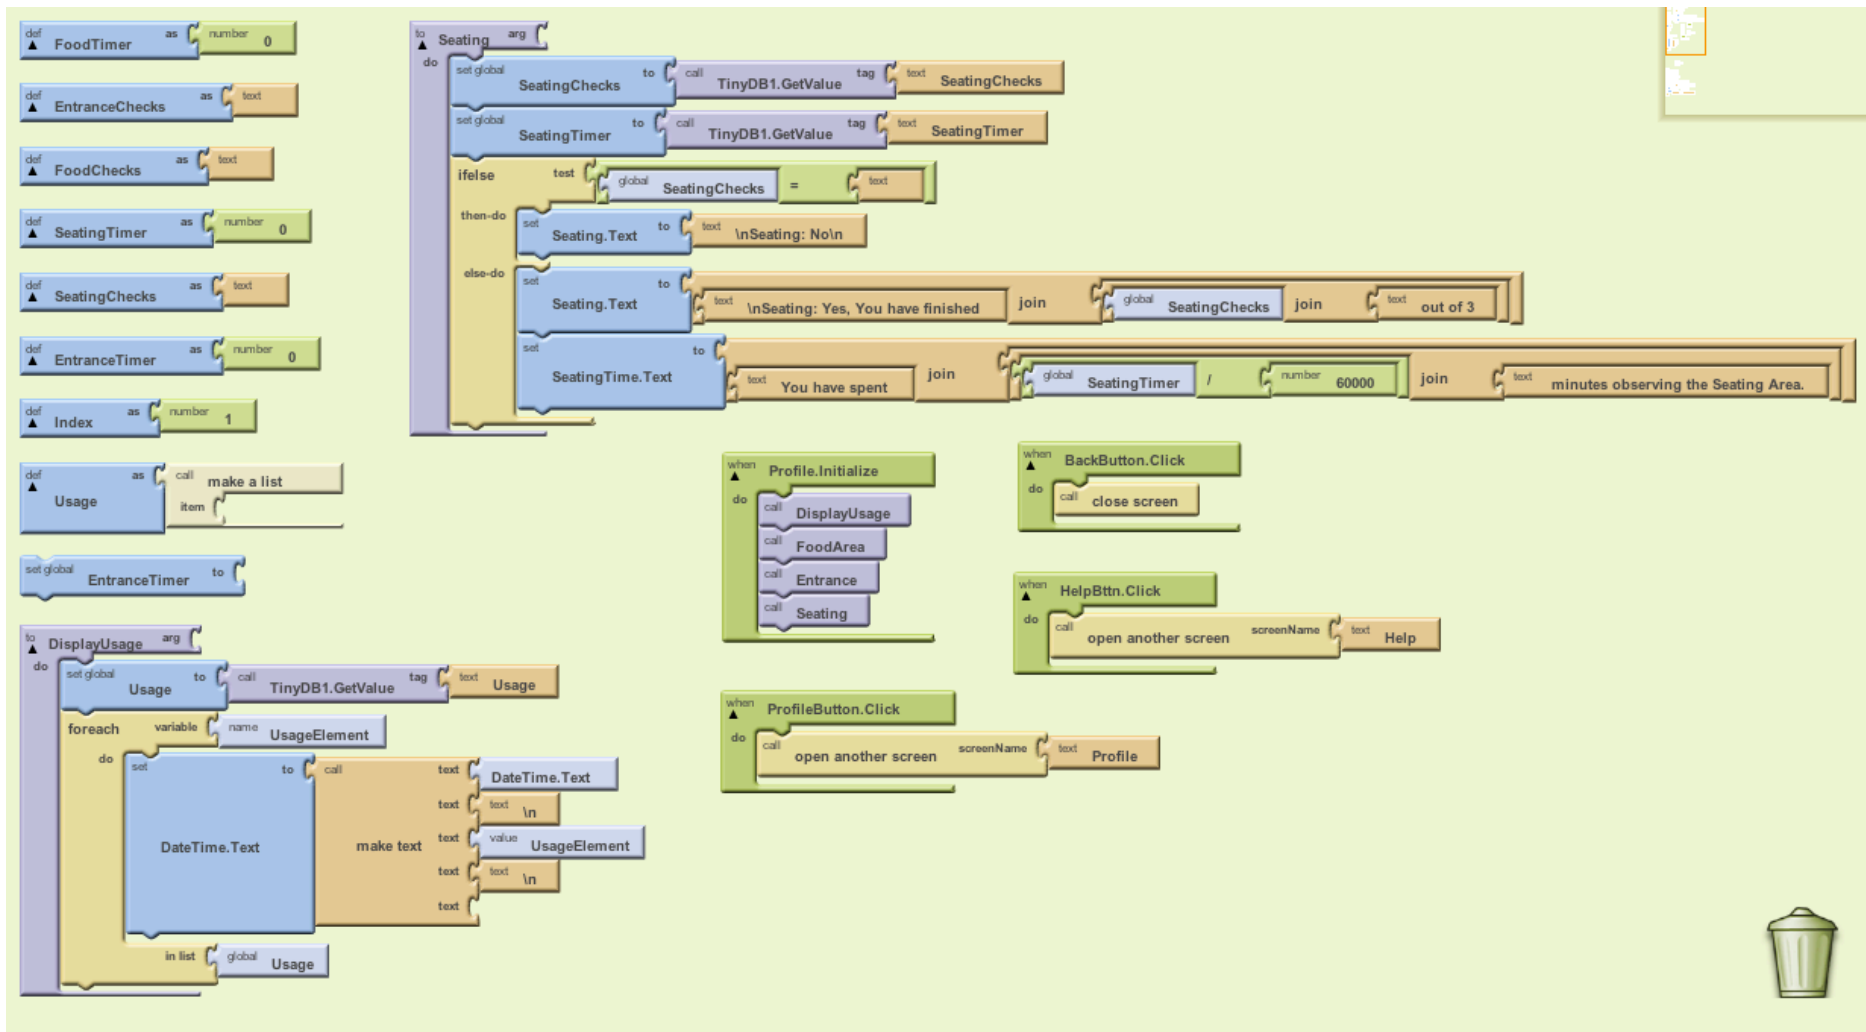 def FoodTimer as number 0
def EntranceChecks as text
def FoodChecks as text
def SeatingTimer as number 0
def SeatingChecks as text
def EntranceTimer as number 0
def Index as number 1
def Usage as call make a list
item
set global EntranceTimer to
to DisplayUsage arg
do
set global Usage to call TinyDB1.GetValue tag text Usage
foreach variable name UsageElement
do
set DateTime.Text to call make text
text DateTime.Text
text text \n
text value UsageElement
text text \n
text
in list global Usage
to Seating arg
do
set global SeatingChecks to call TinyDB1.GetValue tag text SeatingChecks
set global SeatingTimer to call TinyDB1.GetValue tag text SeatingTimer
ifelse test global SeatingChecks = text
then-do set Seating.Text to text \nSeating: No\n
else-do set Seating.Text to text \nSeating: Yes, You have finished join global SeatingChecks join text out of 3
set SeatingTime.Text to text You have spent join global SeatingTimer / number 60000 join text minutes observing the Seating Area.
when Profile.Initialize
do
call DisplayUsage
call FoodArea
call Entrance
call Seating
when BackButton.Click
do call close screen
when HelpBttn.Click
do call open another screen screenName text Help
when ProfileButton.Click
do call open another screen screenName text Profile